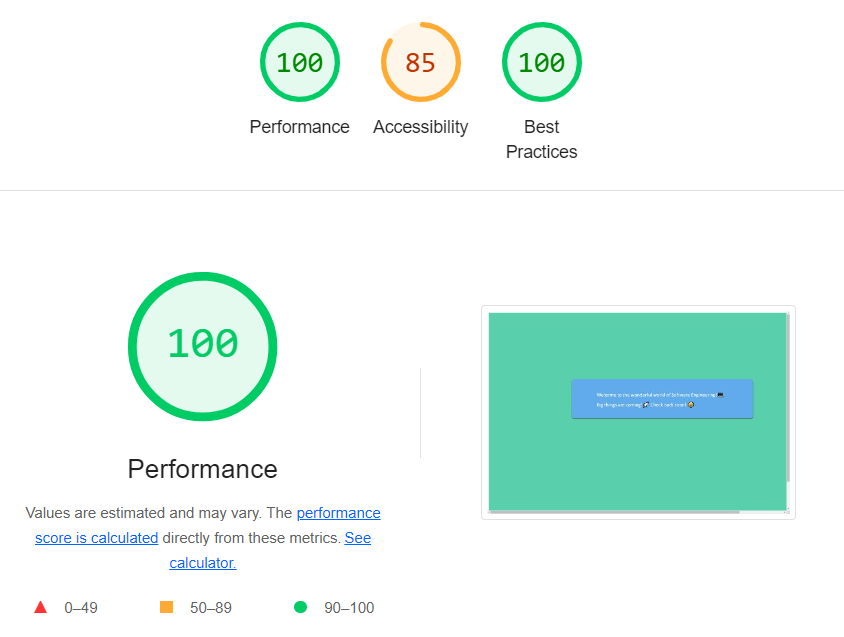 100
85
100
Performance
Accessibility
Best
Practices
100
Performance
Values are estimated and may vary. The performance
score is calculated directly from these metrics. See
calculator.
0–49
50–89
90–100
Welcome to the wonderful world of Software Engineering
Big things are coming! Check back soon!